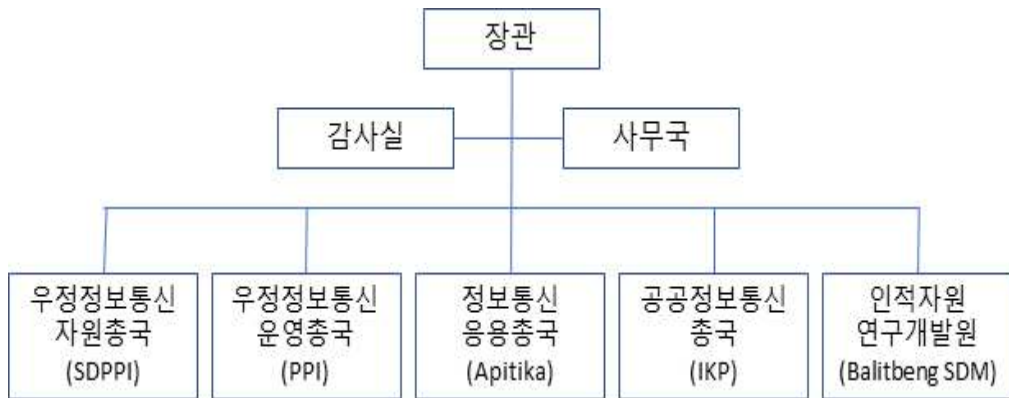 장관
감사실
사무국
우정정보통신
자원총국
(SDPPI)
우정정보통신
운영총국
(PPI)
정보통신
응용총국
(Apitika)
공공정보통신
총국
(IKP)
인적자원
연구개발원
(Balitbeng SDM)